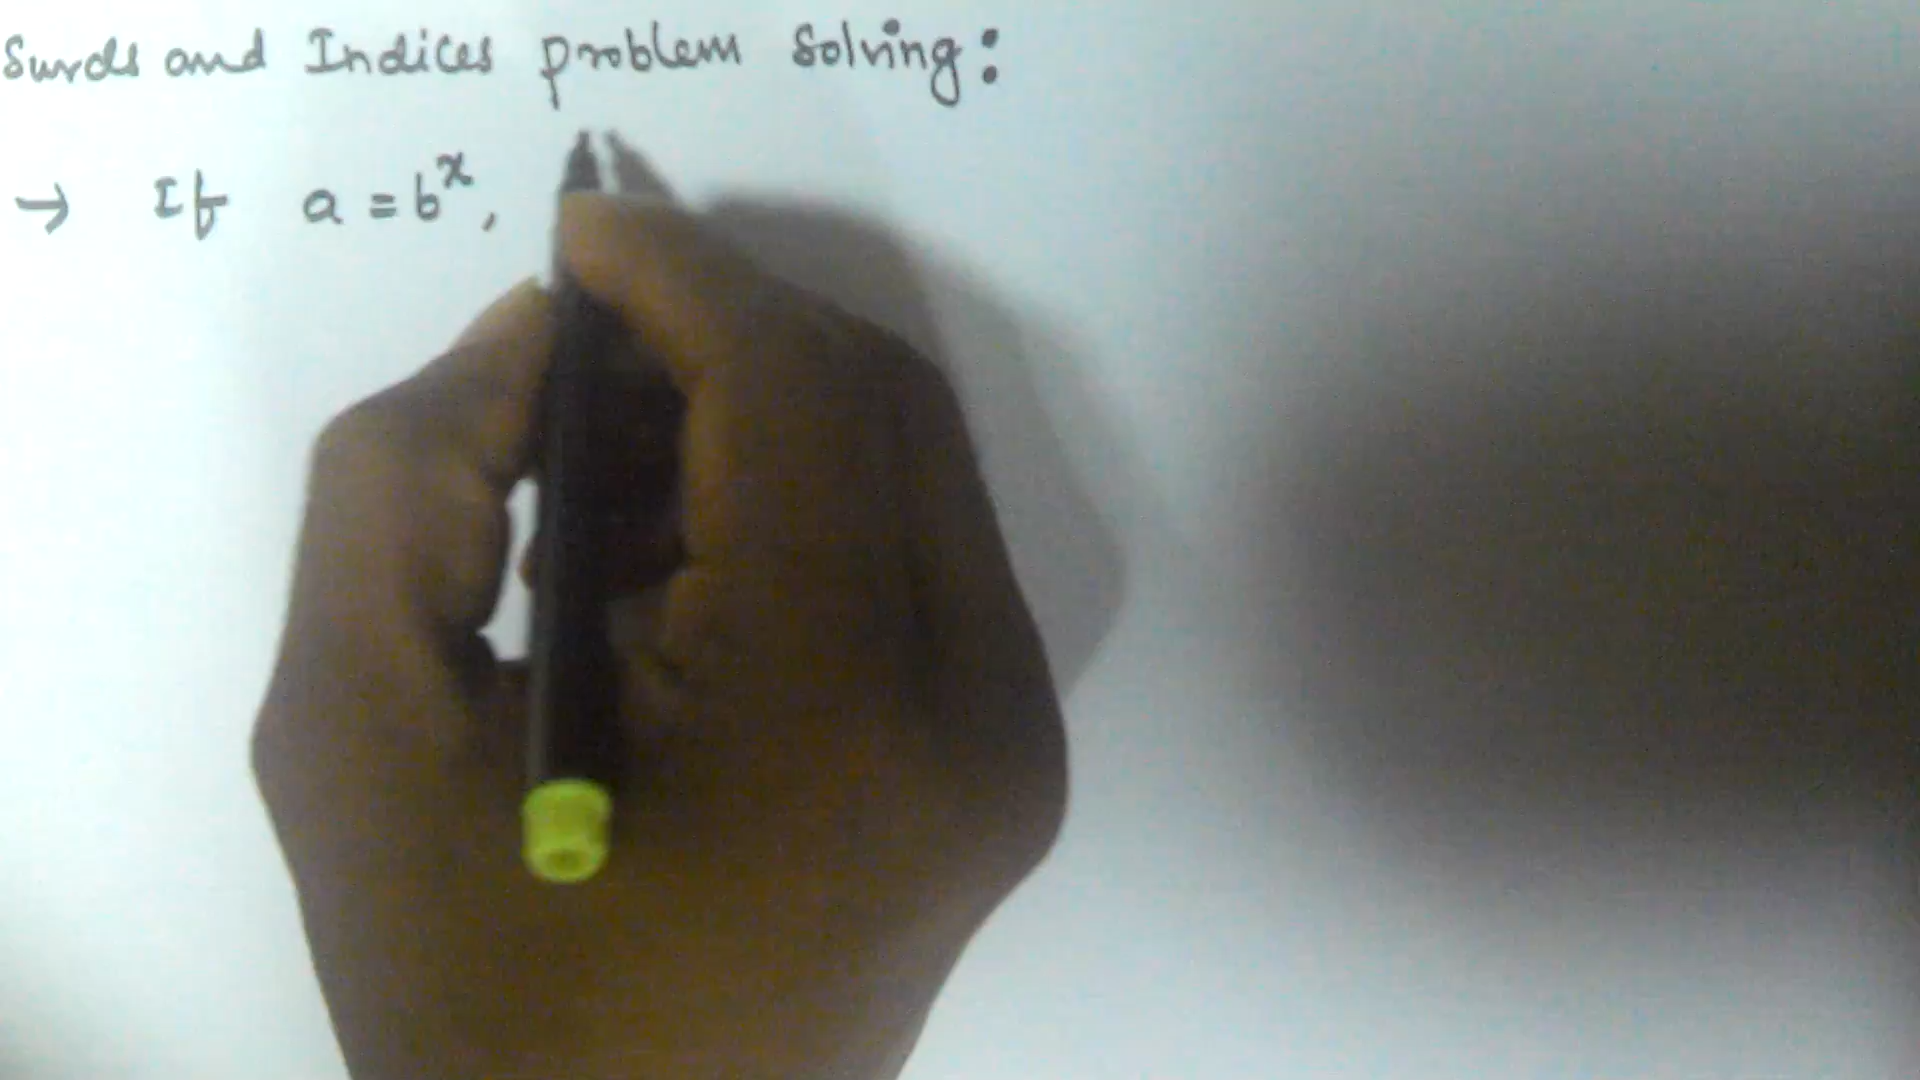 Surds and Indices problem Solving:
→ If a = b^x,